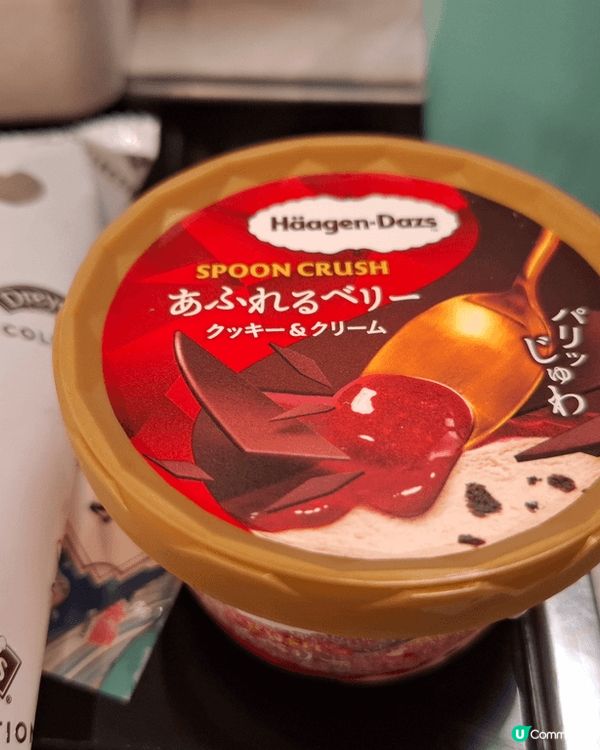 Häagen-Dazs
SPOON CRUSH
あふれるベリー
クッキー&クリーム
パリッ
じゅわ
U Comm